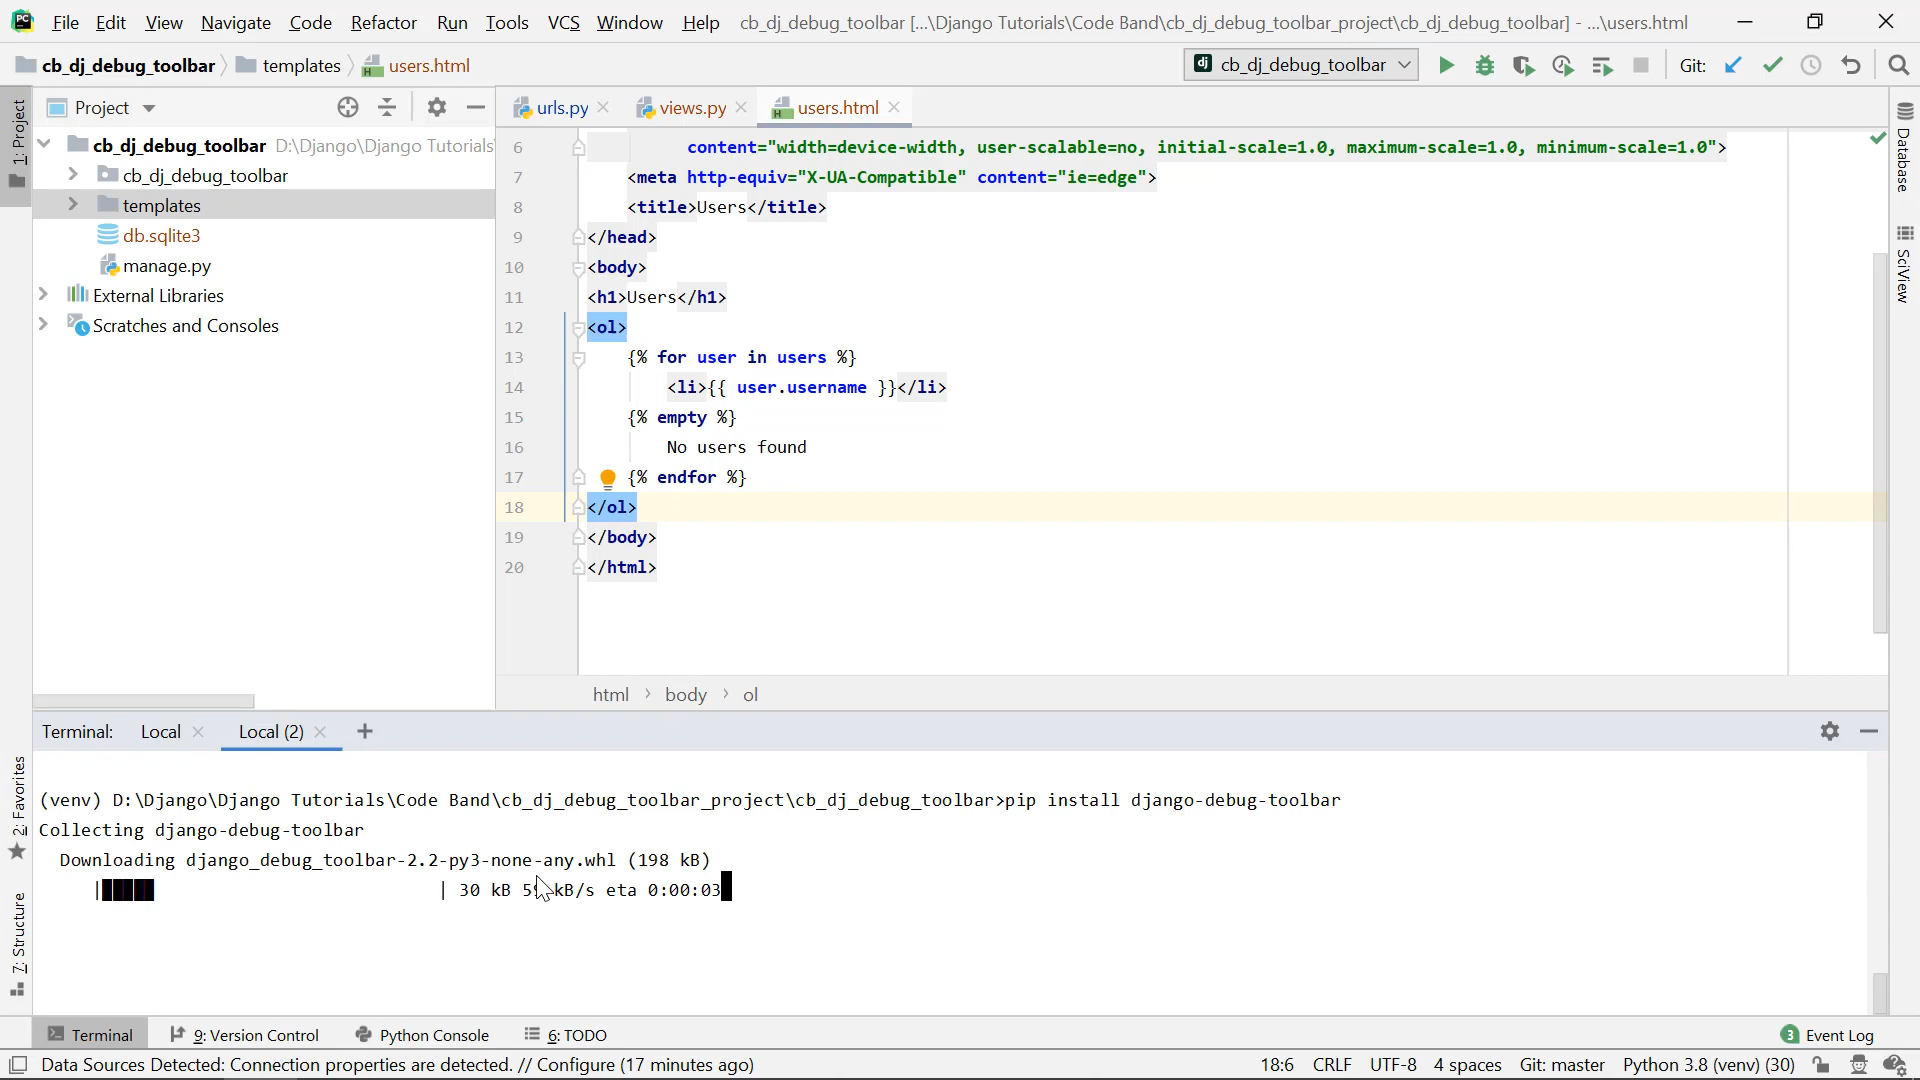 File Edit View Navigate Code Refactor Run Tools VCS Window Help cb_dj_debug_toolbar [...\Django Tutorials\Code Band\cb_dj_debug_toolbar_project\cb_dj_debug_toolbar] - ...\users.html
cb_dj_debug_toolbar templates users.html cb_dj_debug_toolbar Git:
1: Project
Project
urls.py views.py users.html
cb_dj_debug_toolbar D:\Django\Django Tutorials
cb_dj_debug_toolbar
templates
db.sqlite3
manage.py
External Libraries
Scratches and Consoles
6 content="width=device-width, user-scalable=no, initial-scale=1.0, maximum-scale=1.0, minimum-scale=1.0">
7 <meta http-equiv="X-UA-Compatible" content="ie=edge">
8 <title>Users</title>
9 </head>
10 <body>
11 <h1>Users</h1>
12 <ol>
13 {% for user in users %}
14 <li>{{ user.username }}</li>
15 {% empty %}
16 No users found
17 {% endfor %}
18 </ol>
19 </body>
20 </html>
html body ol
Database
SciView
Terminal: Local Local (2)
(venv) D:\Django\Django Tutorials\Code Band\cb_dj_debug_toolbar_project\cb_dj_debug_toolbar>pip install django-debug-toolbar
Collecting django-debug-toolbar
Downloading django_debug_toolbar-2.2-py3-none-any.whl (198 kB)
| | 30 kB kB/s eta 0:00:03
2: Favorites
7: Structure
Terminal 9: Version Control Python Console 6: TODO 3 Event Log
Data Sources Detected: Connection properties are detected. // Configure (17 minutes ago) 18:6 CRLF UTF-8 4 spaces Git: master Python 3.8 (venv) (30)